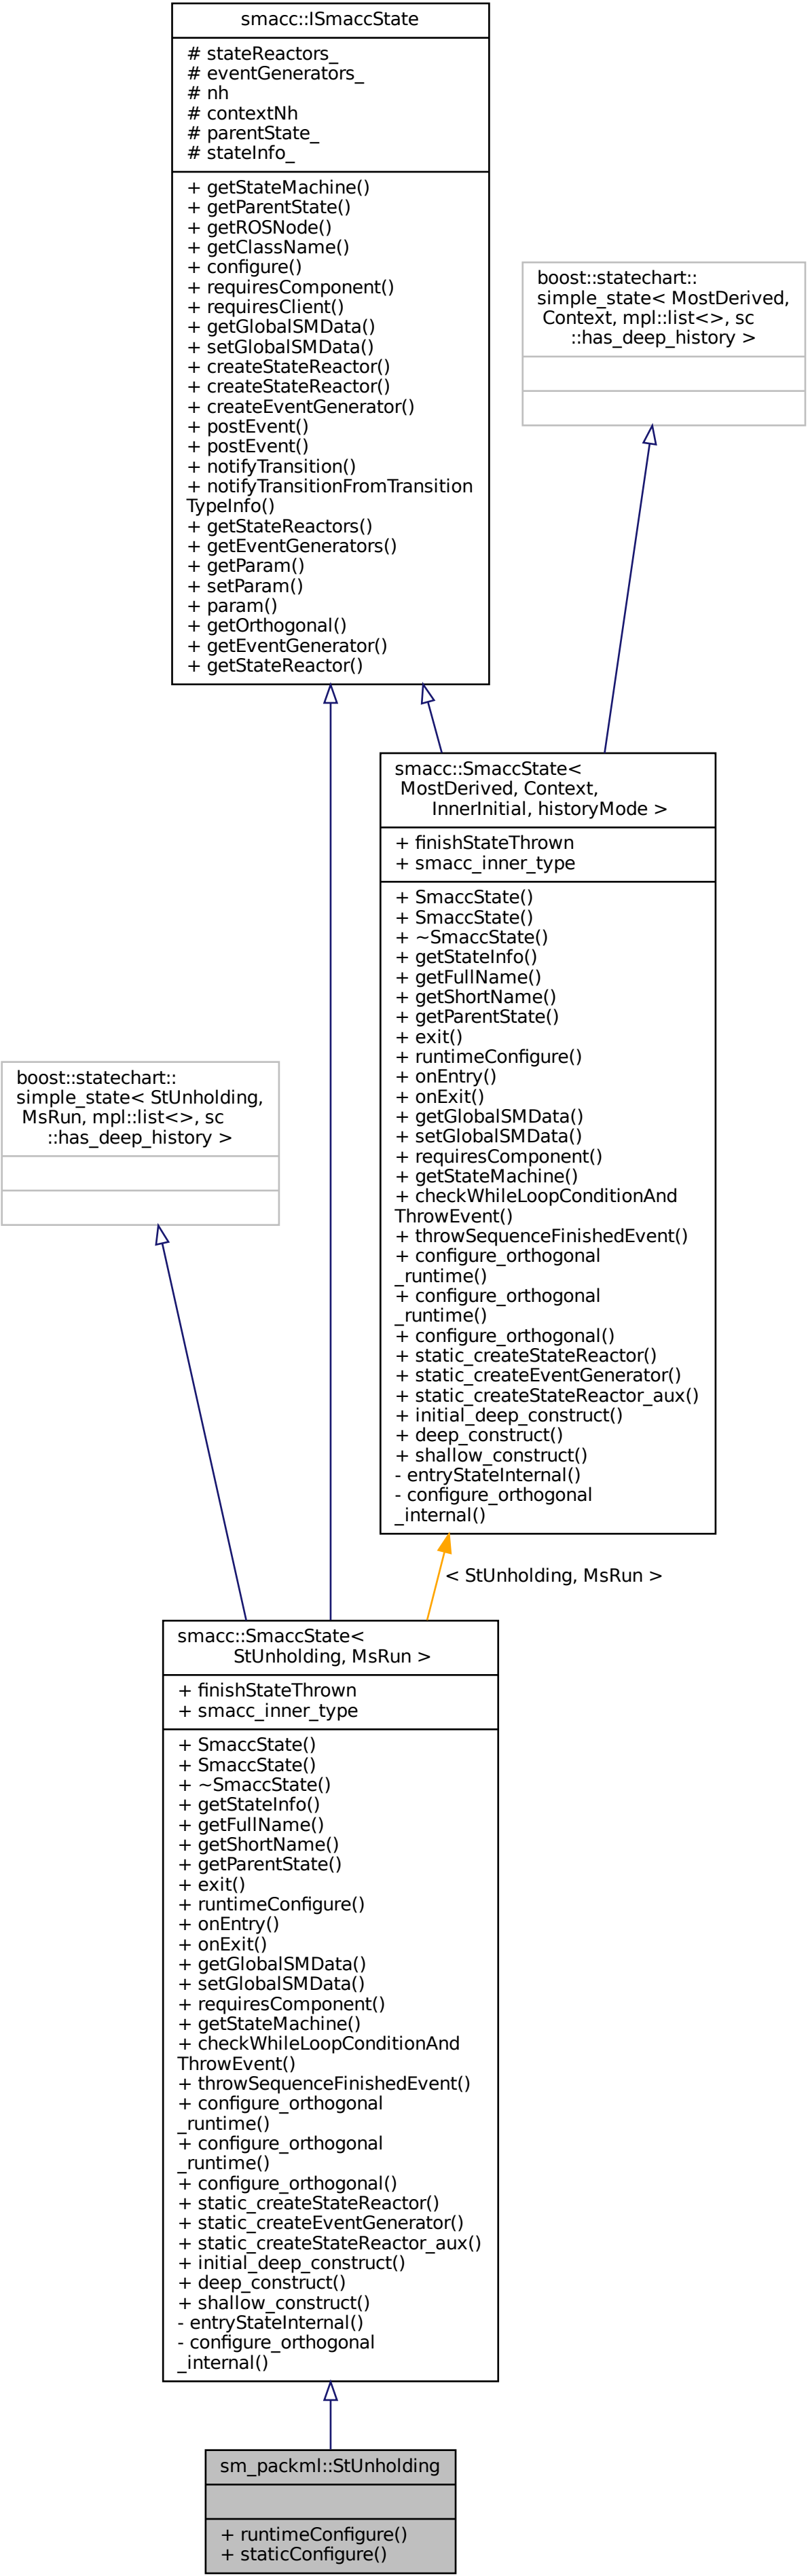 smacc::ISmaccState
# stateReactors_
# eventGenerators_
# nh
# contextNh
# parentState_
# stateInfo_
+ getStateMachine()
+ getParentState()
+ getROSNode()
+ getClassName()
+ configure()
+ requiresComponent()
+ requiresClient()
+ getGlobalSMData()
+ setGlobalSMData()
+ createStateReactor()
+ createStateReactor()
+ createEventGenerator()
+ postEvent()
+ postEvent()
+ notifyTransition()
+ notifyTransitionFromTransition
TypeInfo()
+ getStateReactors()
+ getEventGenerators()
+ getParam()
+ setParam()
+ param()
+ getOrthogonal()
+ getEventGenerator()
+ getStateReactor()
boost::statechart::
simple_state< MostDerived,
Context, mpl::list<>, sc
::has_deep_history >
smacc::SmaccState<
MostDerived, Context,
InnerInitial, historyMode >
+ finishStateThrown
+ smacc_inner_type
+ SmaccState()
+ SmaccState()
+ ~SmaccState()
+ getStateInfo()
+ getFullName()
+ getShortName()
+ getParentState()
+ exit()
+ runtimeConfigure()
+ onEntry()
+ onExit()
+ getGlobalSMData()
+ setGlobalSMData()
+ requiresComponent()
+ getStateMachine()
+ checkWhileLoopConditionAnd
ThrowEvent()
+ throwSequenceFinishedEvent()
+ configure_orthogonal
_runtime()
+ configure_orthogonal
_runtime()
+ configure_orthogonal()
+ static_createStateReactor()
+ static_createEventGenerator()
+ static_createStateReactor_aux()
+ initial_deep_construct()
+ deep_construct()
+ shallow_construct()
- entryStateInternal()
- configure_orthogonal
_internal()
boost::statechart::
simple_state< StUnholding,
MsRun, mpl::list<>, sc
::has_deep_history >
< StUnholding, MsRun >
smacc::SmaccState<
StUnholding, MsRun >
+ finishStateThrown
+ smacc_inner_type
+ SmaccState()
+ SmaccState()
+ ~SmaccState()
+ getStateInfo()
+ getFullName()
+ getShortName()
+ getParentState()
+ exit()
+ runtimeConfigure()
+ onEntry()
+ onExit()
+ getGlobalSMData()
+ setGlobalSMData()
+ requiresComponent()
+ getStateMachine()
+ checkWhileLoopConditionAnd
ThrowEvent()
+ throwSequenceFinishedEvent()
+ configure_orthogonal
_runtime()
+ configure_orthogonal
_runtime()
+ configure_orthogonal()
+ static_createStateReactor()
+ static_createEventGenerator()
+ static_createStateReactor_aux()
+ initial_deep_construct()
+ deep_construct()
+ shallow_construct()
- entryStateInternal()
- configure_orthogonal
_internal()
sm_packml::StUnholding
+ runtimeConfigure()
+ staticConfigure()